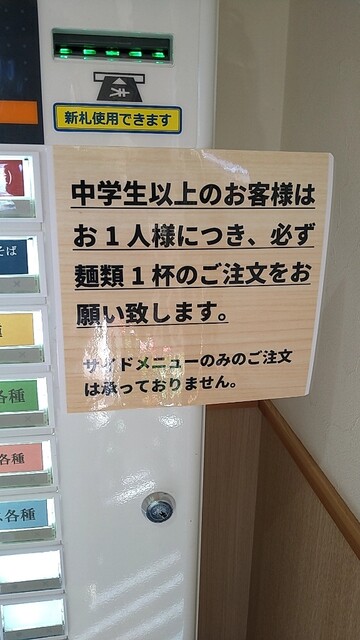 新札使用できます
中学生以上のお客様は
お１人様につき、必ず
麺類１杯のご注文をお
願い致します。
サイドメニューのみのご注文
は承っておりません。
そば
種
各種
各種
各種